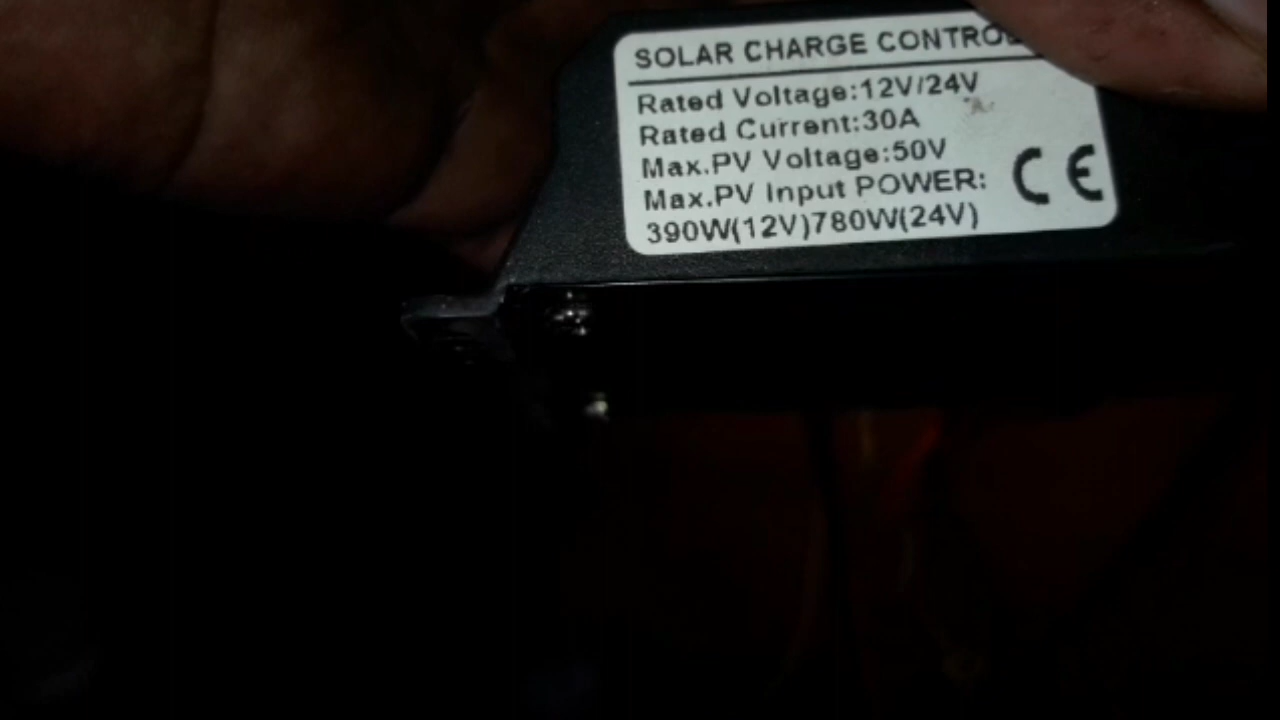 SOLAR CHARGE CONTRO
Rated Voltage:12V/24V
Rated Current:30A
Max.PV Voltage:50V
Max.PV Input POWER:
390W(12V)780W(24V)
CE